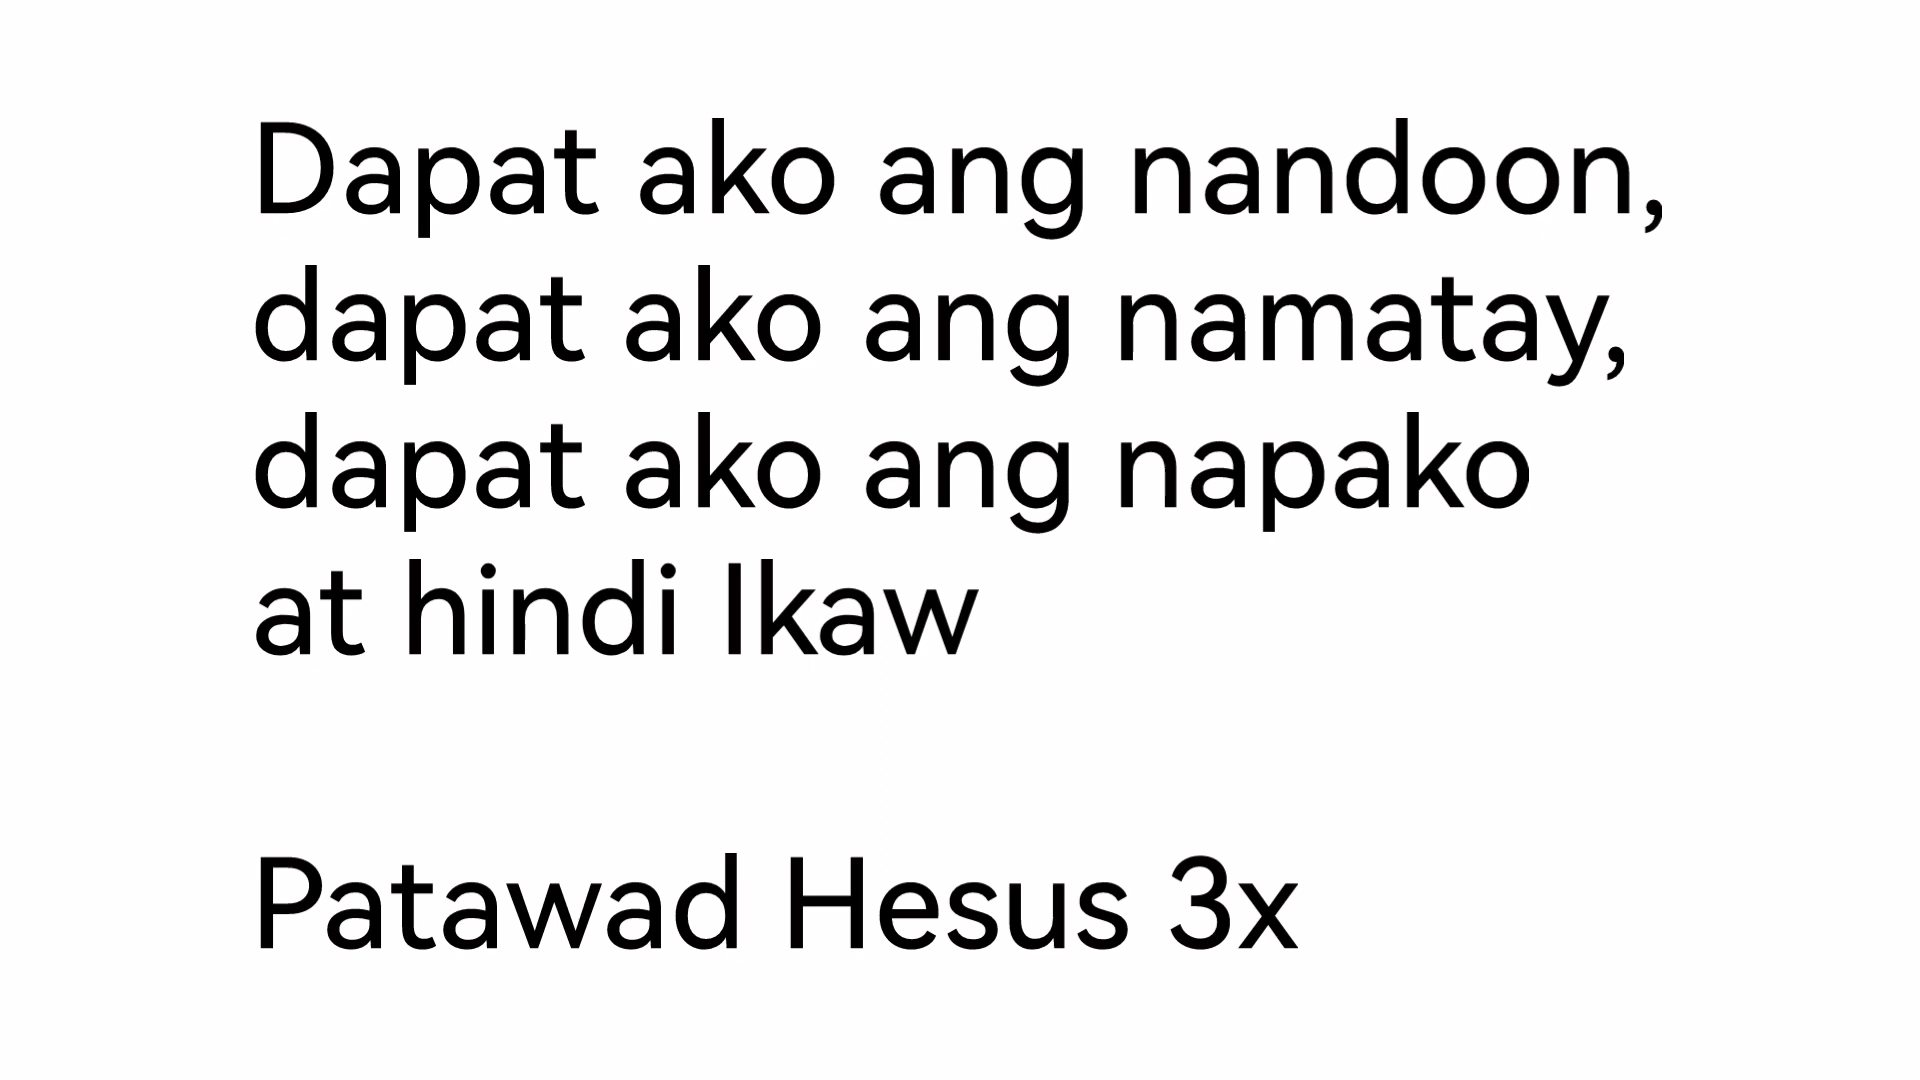 Dapat ako ang nandoon,
dapat ako ang namatay,
dapat ako ang napako
at hindi Ikaw
Patawad Hesus 3x